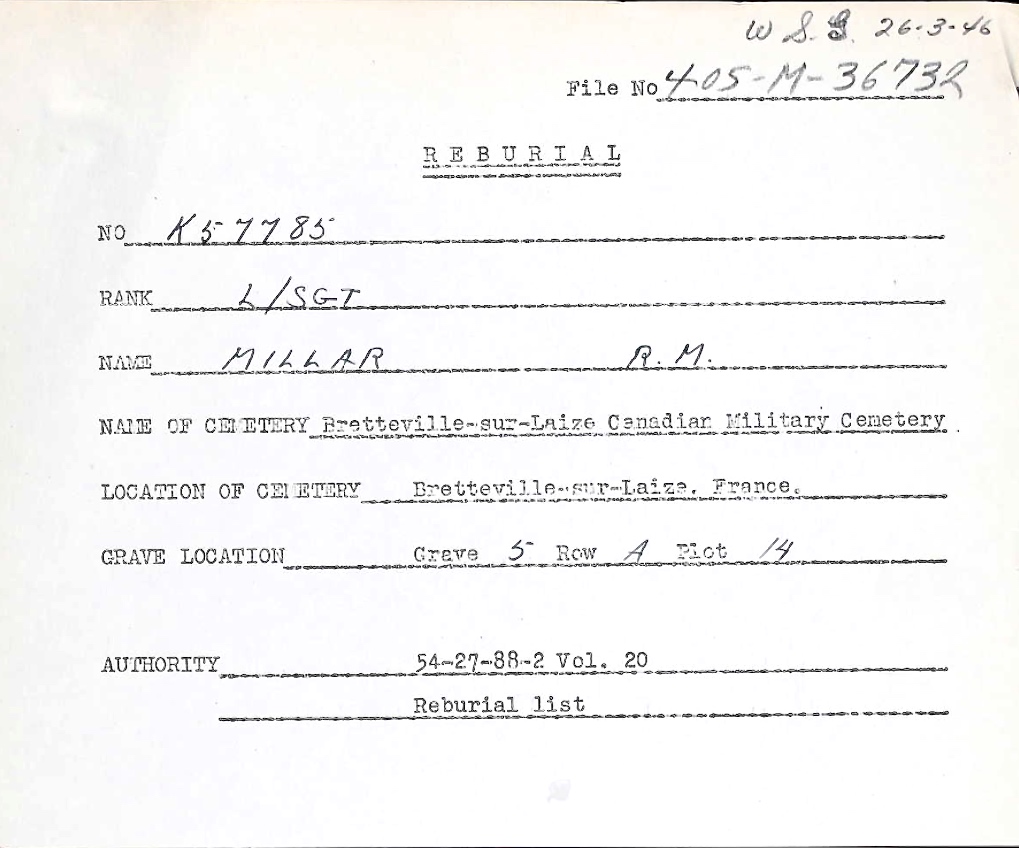 W S. G. 26-3-46
File No 405-M-36732
R E B U R I A L
NO K57785
RANK L/SGT
NAME MILLAR R. M.
NAME OF CEMETERY Bretteville-sur-Laize Canadian Military Cemetery.
LOCATION OF CEMETERY Bretteville-sur-Laize, France.
GRAVE LOCATION Grave 5 Row A Plot 14
AUTHORITY 54-27-88-2 Vol. 20
Reburial list